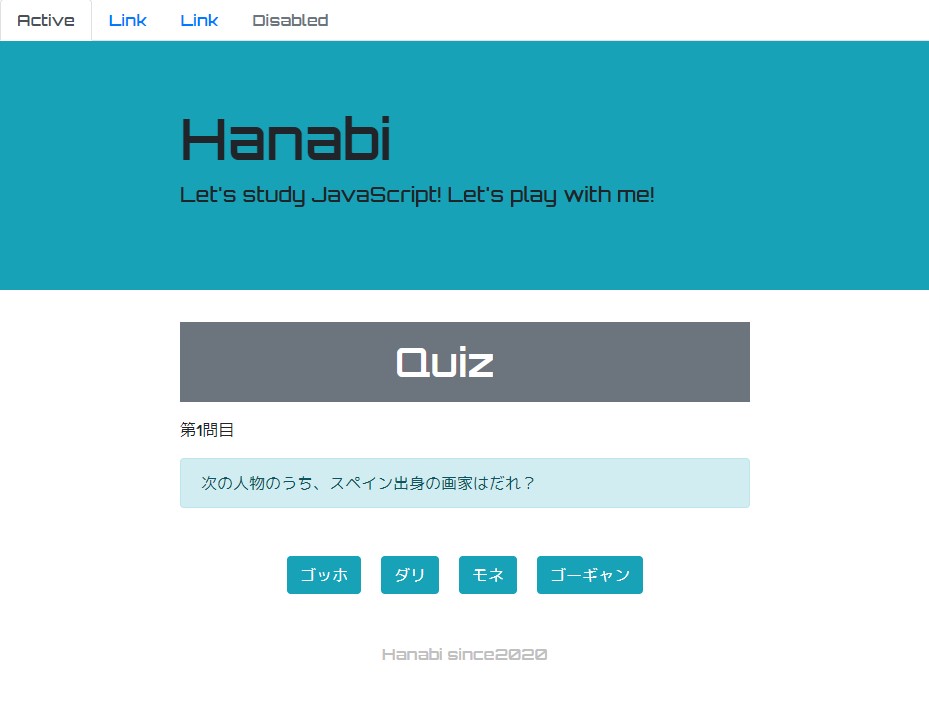 Active Link Link Disabled
Hanabi
Let's study JavaScript! Let's play with me!
Quiz
第1問目
次の人物のうち、スペイン出身の画家はだれ？
ゴッホ ダリ モネ ゴーギャン
Hanabi since2020